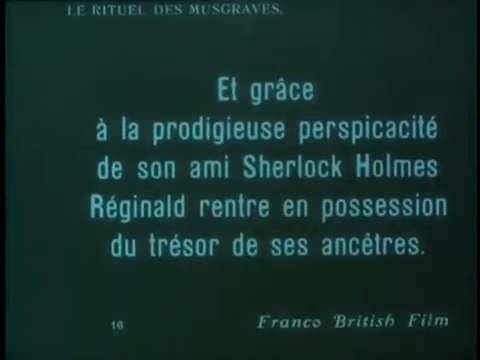 LE RITUEL DES MUSGRAVES.
Et grâce
à la prodigieuse perspicacité
de son ami Sherlock Holmes
Réginald rentre en possession
du trésor de ses ancêtres.
16 Franco British Film